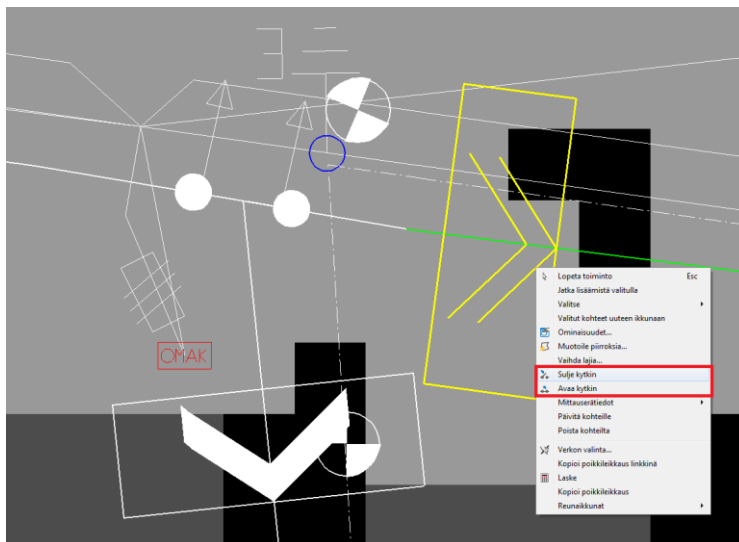 OMAK
Lopeta toiminto Esc
Jatka lisäämistä valitulla
Valitse
Valitut kohteet uuteen ikkunaan
Ominaisuudet...
Muotoile piirroksia...
Vaihda lajia...
Sulje kytkin
Avaa kytkin
Mittauserätiedot
Päivitä kohteille
Poista kohteilta
Verkon valinta...
Kopioi poikkileikkaus linkkinä
Laske
Kopioi poikkileikkaus
Reunaikkunat